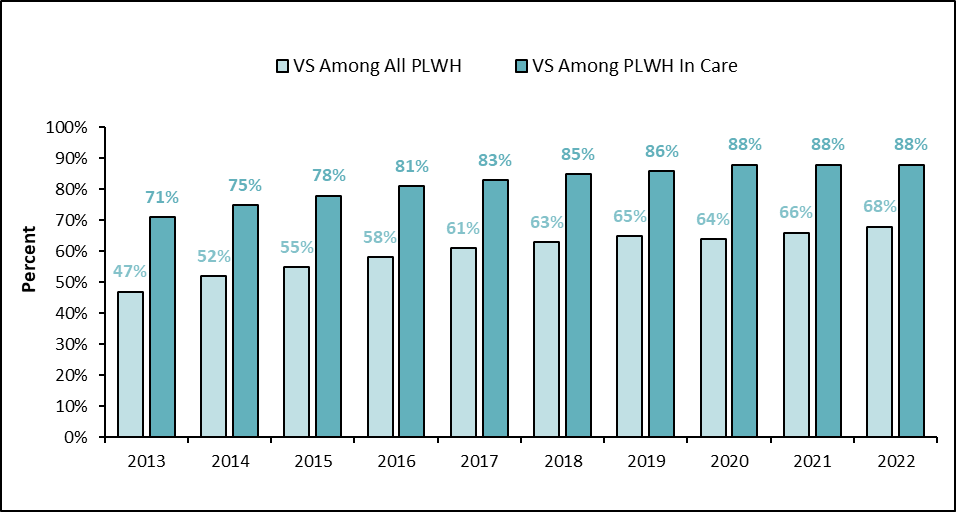 VS Among All PLWH VS Among PLWH In Care
Percent
100%
90%
80%
70%
60%
50%
40%
30%
20%
10%
0%
47% 71% 52% 75% 55% 78% 58% 81% 61% 83% 63% 85% 65% 86% 64% 88% 66% 88% 68% 88%
2013 2014 2015 2016 2017 2018 2019 2020 2021 2022